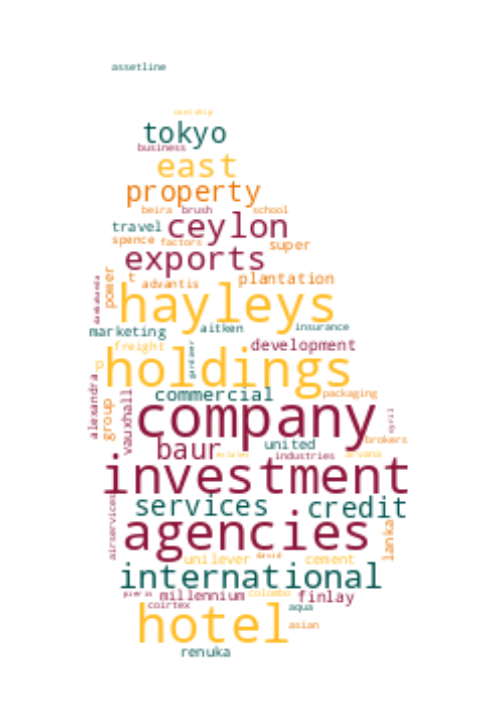 assetline
tokyo
business
east
property
beira brush school
travel ceylon
spence factors super
exports
power t advantis plantation
hayleys
marketing aitken insurance
freight development
holdings
p
alexandra group vauxhall commercial packaging
company
baur united brokers
industries
investment
services credit
airservices agencies lanka
unilever david cement
international
millennium colombo finlay
coirtex aqua
hotel asian
renuka